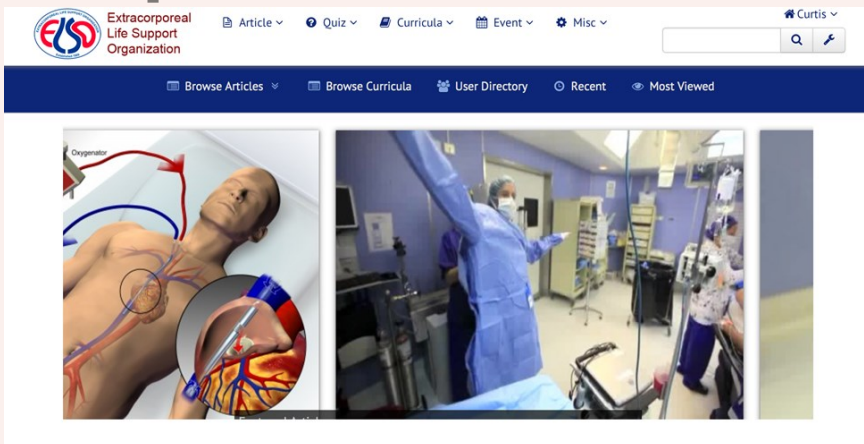 Extracorporeal
Life Support
Organization
Article
Quiz
Curricula
Event
Misc
Curtis
Browse Articles
Browse Curricula
User Directory
Recent
Most Viewed
Oxygenator